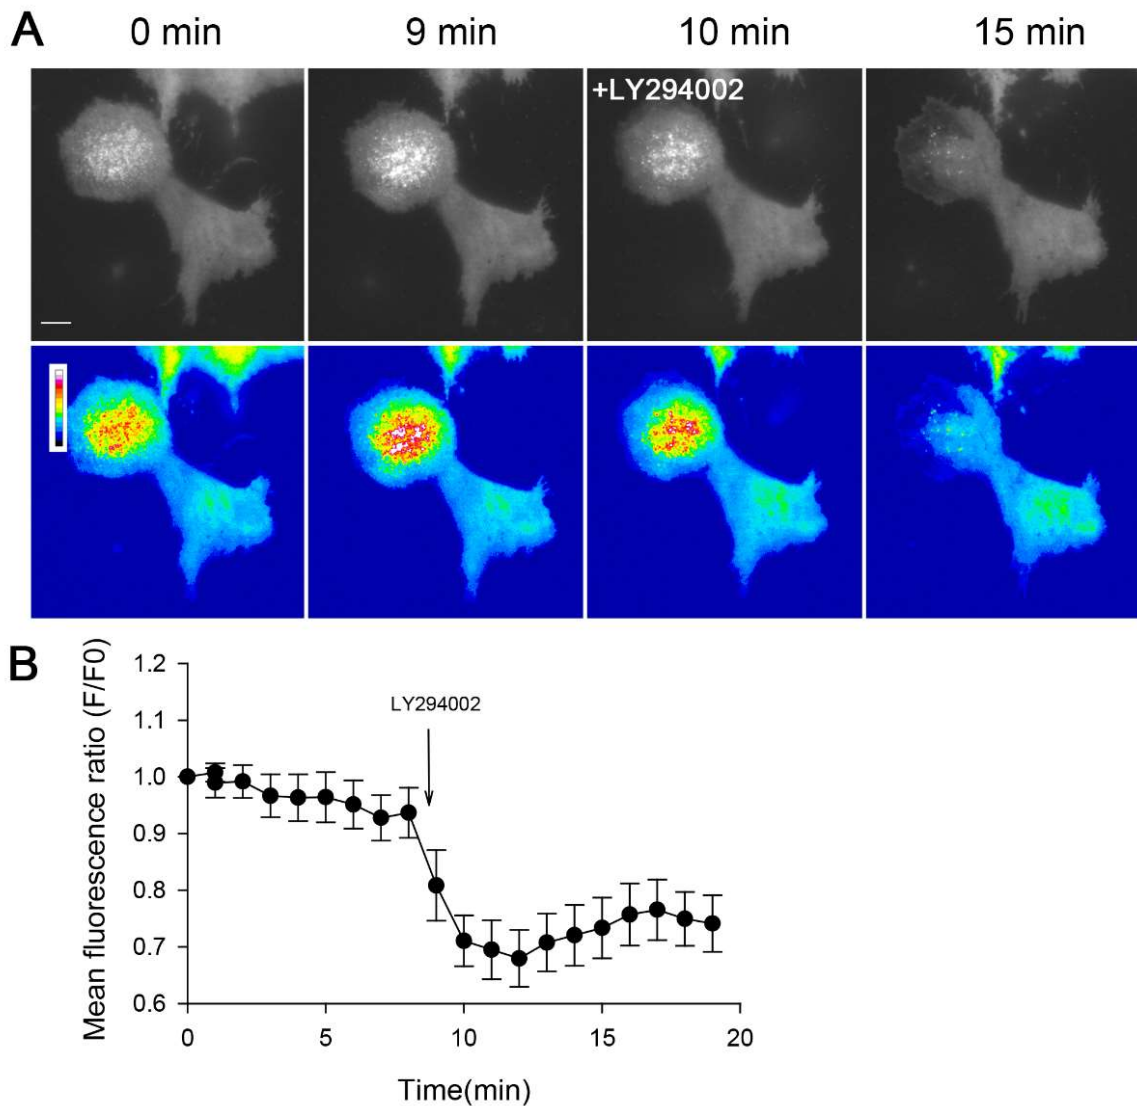 A
0 min
9 min
10 min
15 min
+LY294002
B
Mean fluorescence ratio (F/F0)
1.2
1.1
1.0
0.9
0.8
0.7
0.6
LY294002
0
5
10
15
20
Time(min)